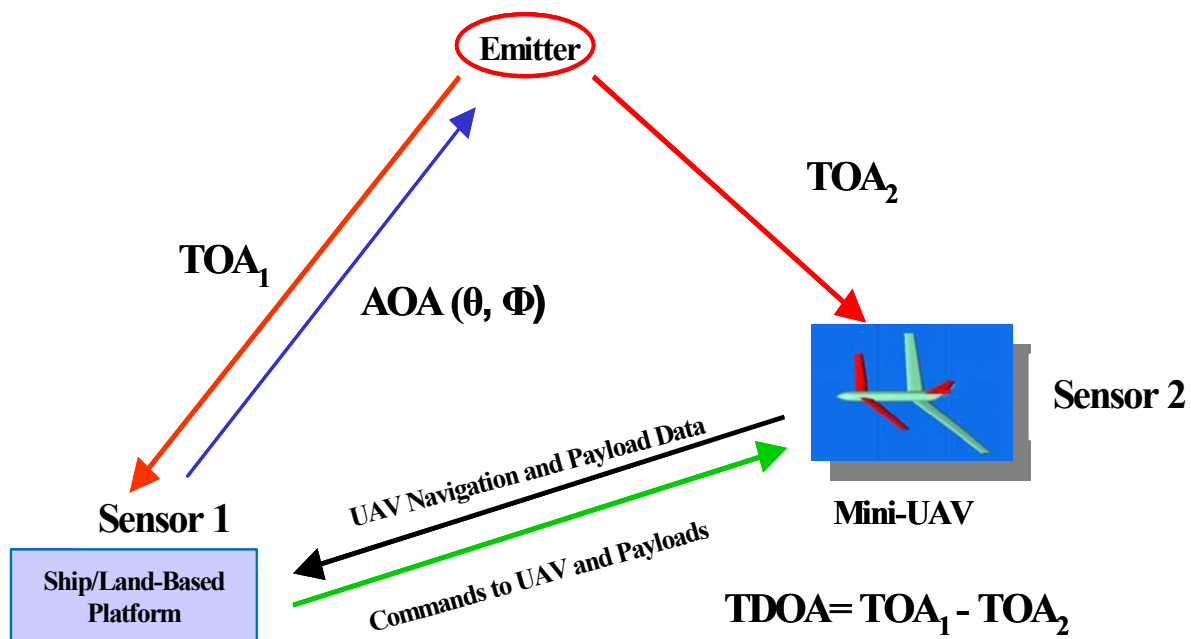 Emitter
TOA₂
TOA₁
AOA (θ, Φ)
Sensor 2
UAV Navigation and Payload Data
Mini-UAV
Sensor 1
Commands to UAV and Payloads
Ship/Land-Based
Platform
TDOA= TOA₁ - TOA₂